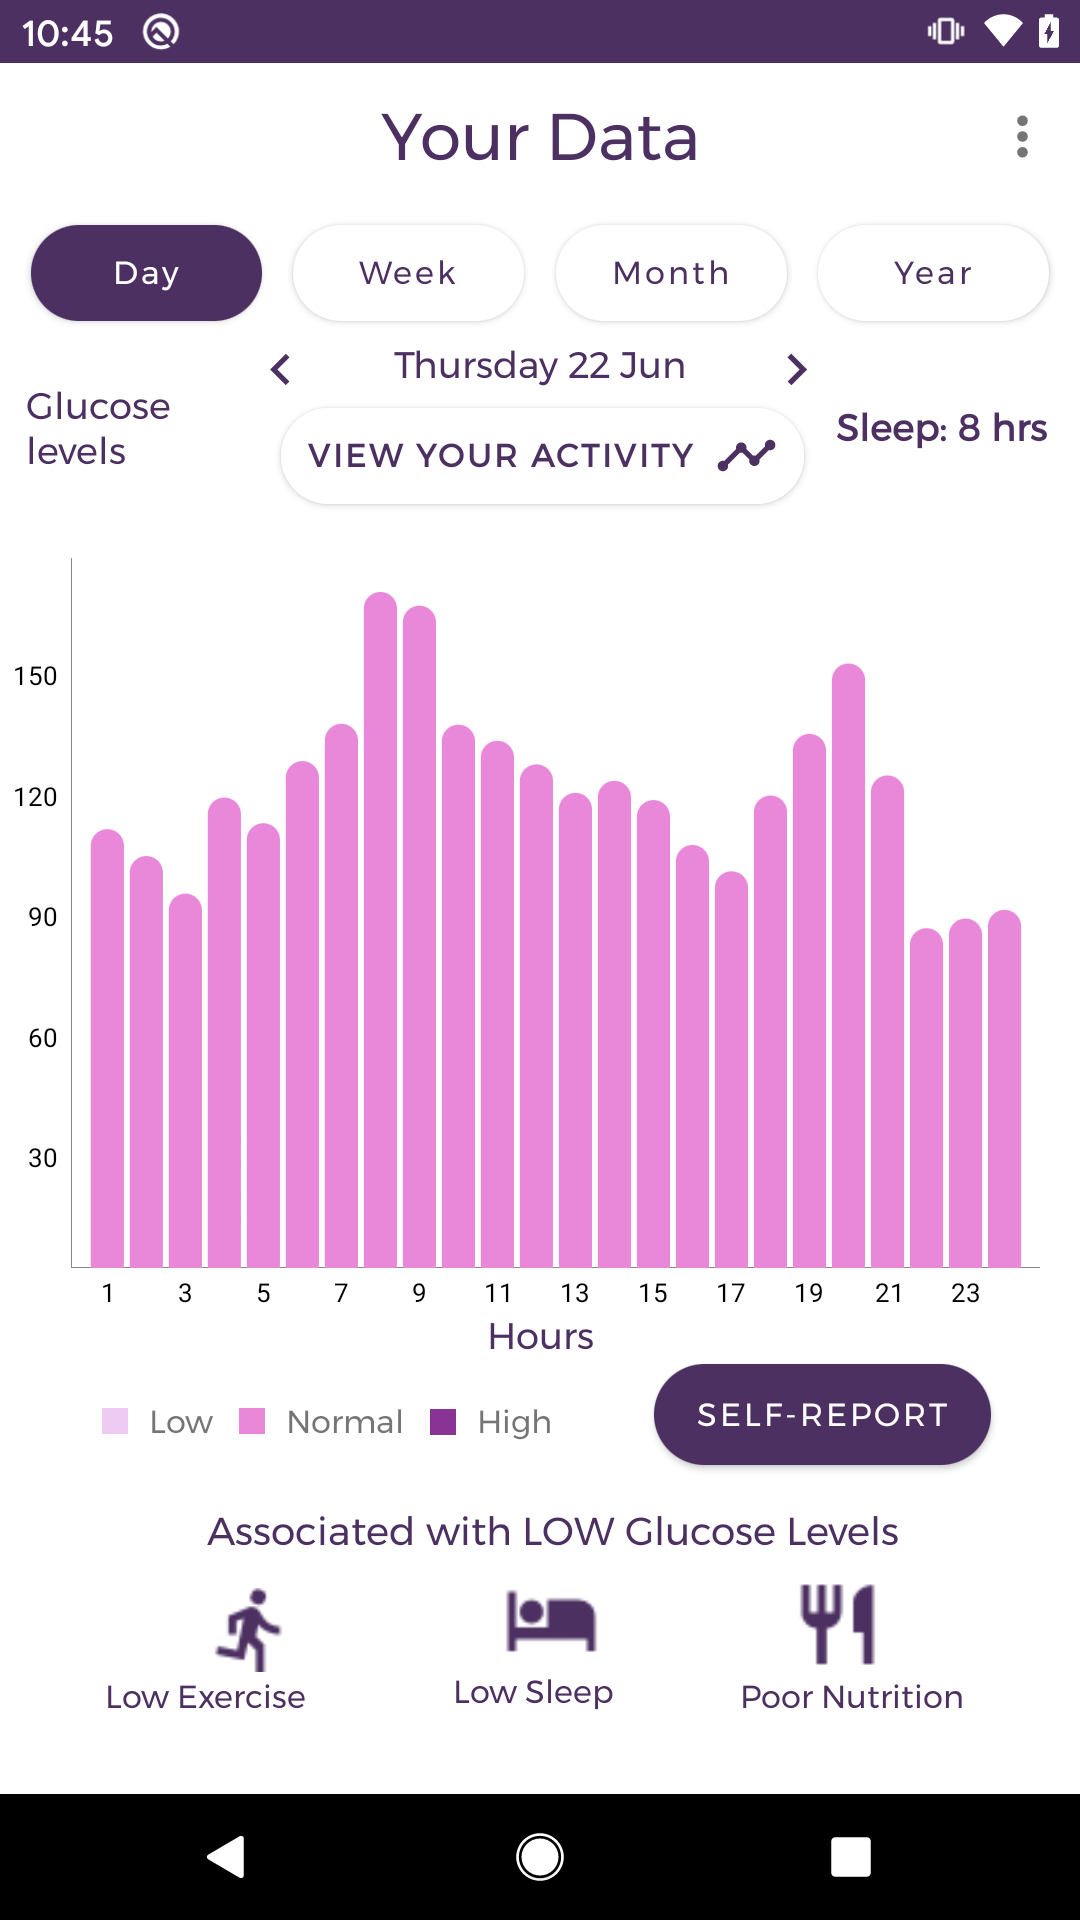 10:45
Your Data
Day
Week
Month
Year
Thursday 22 Jun
Glucose
levels
VIEW YOUR ACTIVITY
Sleep: 8 hrs
150
120
90
60
30
1 3 5 7 9 11 13 15 17 19 21 23
Hours
Low Normal High
SELF-REPORT
Associated with LOW Glucose Levels
Low Exercise
Low Sleep
Poor Nutrition